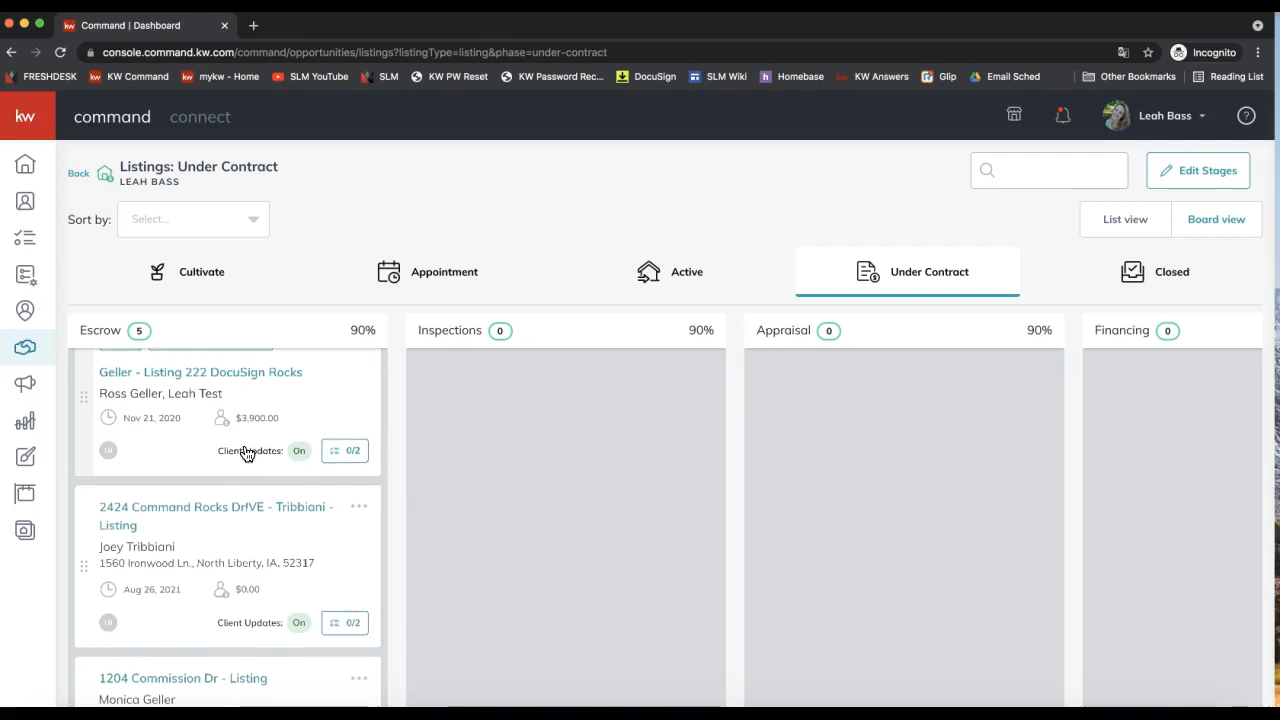 Command | Dashboard
console.command.kw.com/command/opportunities/listings?listingType=listing&phase=under-contract
Incognito
FRESHDESK
KW Command
mykw - Home
SLM YouTube
SLM
KW PW Reset
KW Password Rec...
DocuSign
SLM Wiki
Homebase
KW Answers
Glip
Email Sched
Other Bookmarks
Reading List
kw
command
connect
Leah Bass
Back
Listings: Under Contract
LEAH BASS
Edit Stages
Sort by:
Select...
List view
Board view
Cultivate
Appointment
Active
Under Contract
Closed
Escrow 5 90%
Inspections 0 90%
Appraisal 0 90%
Financing 0
Geller - Listing 222 DocuSign Rocks
Ross Geller, Leah Test
Nov 21, 2020 $3,900.00
LB Client Updates: On 0/2
2424 Command Rocks Dr!VE - Tribbiani -
Listing
Joey Tribbiani
1560 Ironwood Ln., North Liberty, IA, 52317
Aug 26, 2021 $0.00
LB Client Updates: On 0/2
1204 Commission Dr - Listing
Monica Geller